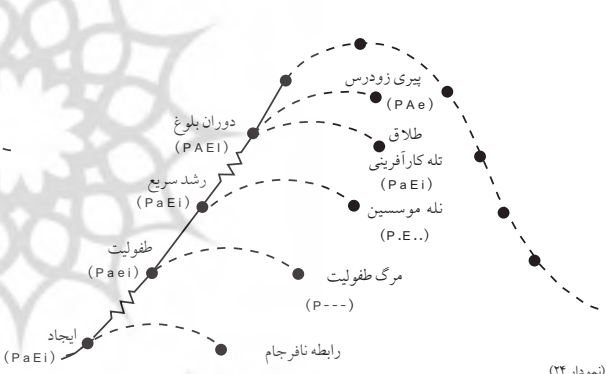 پیری زودرس
(PAe)
دوران بلوغ
(PAEI)
طلاق
تله کارآفرینی
(PaEi)
رشد سریع
(PaEi)
نله موسسین
(P.E..)
طفولیت
(Paei)
مرگ طفولیت
(P---)
ایجاد
(PaEi)
رابطه نافرجام
(نمودار ۲۴)